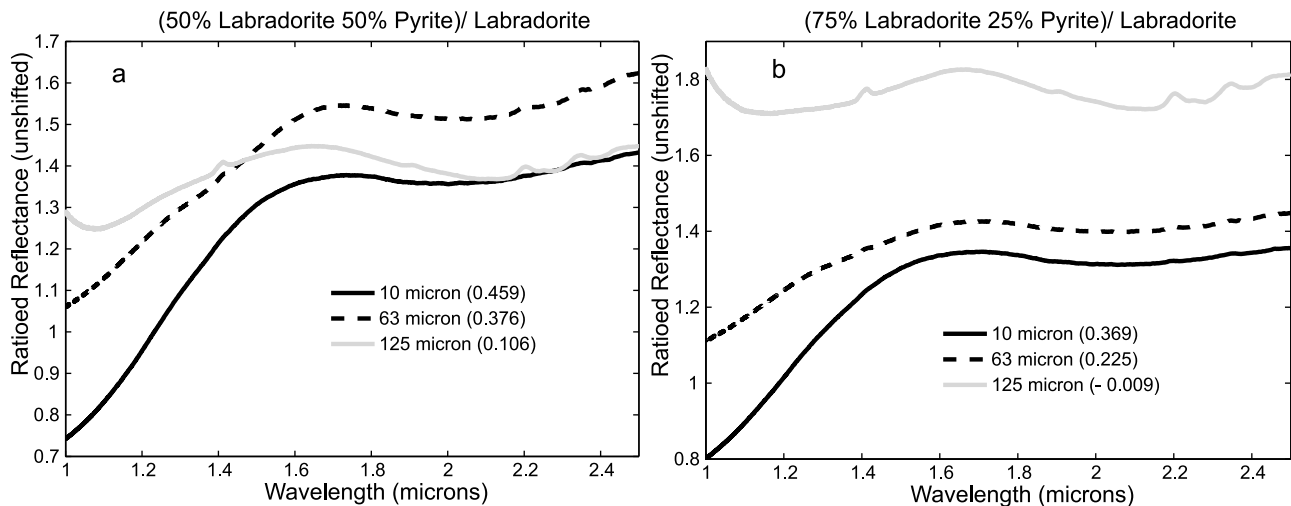 (50% Labradorite 50% Pyrite)/ Labradorite
a
Ratioed Reflectance (unshifted)
1.7
1.6
1.5
1.4
1.3
1.2
1.1
1
0.9
0.8
0.7
10 micron (0.459)
63 micron (0.376)
125 micron (0.106)
1 1.2 1.4 1.6 1.8 2 2.2 2.4
Wavelength (microns)
(75% Labradorite 25% Pyrite)/ Labradorite
b
Ratioed Reflectance (unshifted)
1.8
1.6
1.4
1.2
1
0.8
10 micron (0.369)
63 micron (0.225)
125 micron (- 0.009)
1 1.2 1.4 1.6 1.8 2 2.2 2.4
Wavelength (microns)